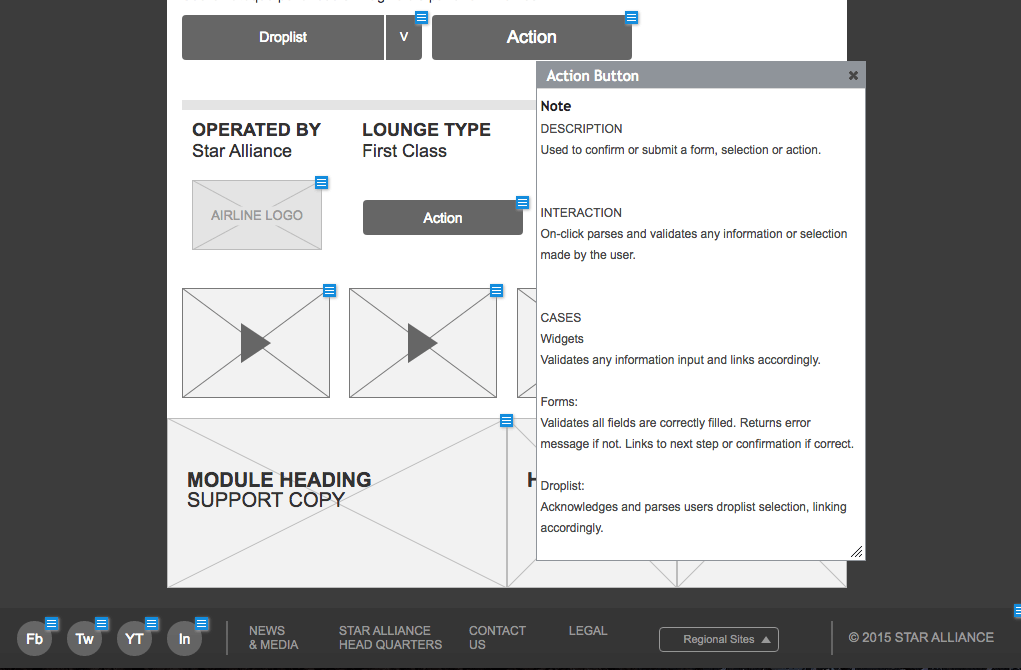 Droplist
V
Action
Action Button
Note
DESCRIPTION
Used to confirm or submit a form, selection or action.
INTERACTION
On-click parses and validates any information or selection
made by the user.
CASES
Widgets
Validates any information input and links accordingly.
Forms:
Validates all fields are correctly filled. Returns error
message if not. Links to next step or confirmation if correct.
Droplist:
Acknowledges and parses users droplist selection, linking
accordingly.
OPERATED BY
Star Alliance
LOUNGE TYPE
First Class
AIRLINE LOGO
Action
MODULE HEADING
SUPPORT COPY
Fb
Tw
YT
In
NEWS
& MEDIA
STAR ALLIANCE
HEAD QUARTERS
CONTACT
US
LEGAL
Regional Sites
© 2015 STAR ALLIANCE